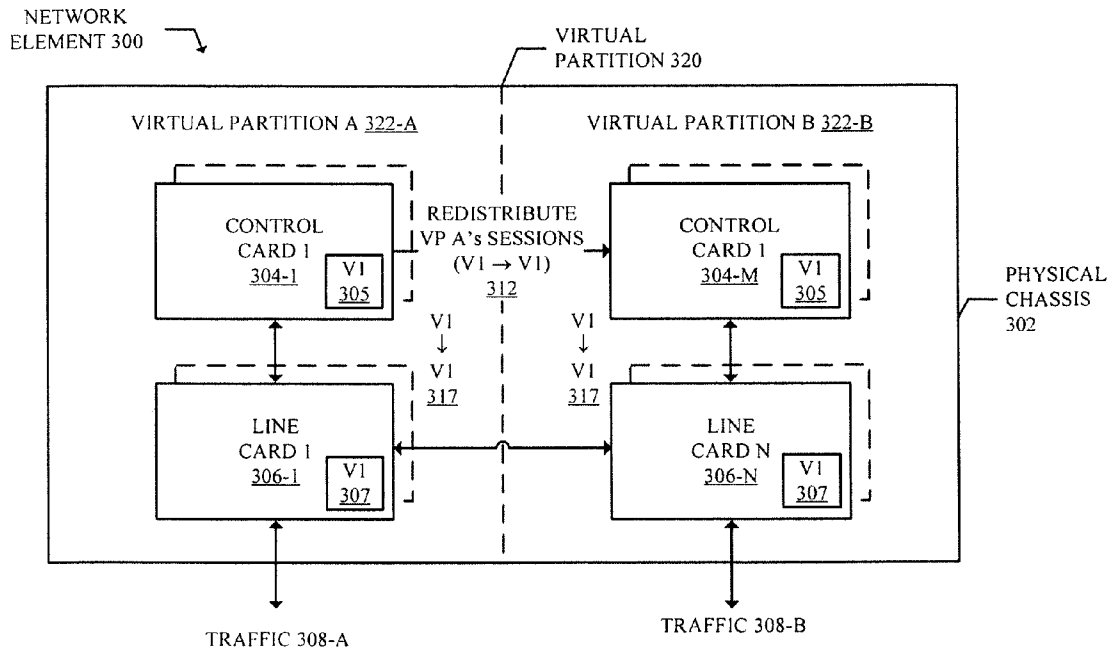 NETWORK
ELEMENT 300
VIRTUAL
PARTITION 320
VIRTUAL PARTITION A 322-A
VIRTUAL PARTITION B 322-B
CONTROL
CARD 1
304-1
V1
305
REDISTRIBUTE
VP A's SESSIONS
(V1 → V1)
312
CONTROL
CARD 1
304-M
V1
305
PHYSICAL
CHASSIS
302
V1
↓
V1
317
V1
↓
V1
317
LINE
CARD 1
306-1
V1
307
LINE
CARD N
306-N
V1
307
TRAFFIC 308-A
TRAFFIC 308-B